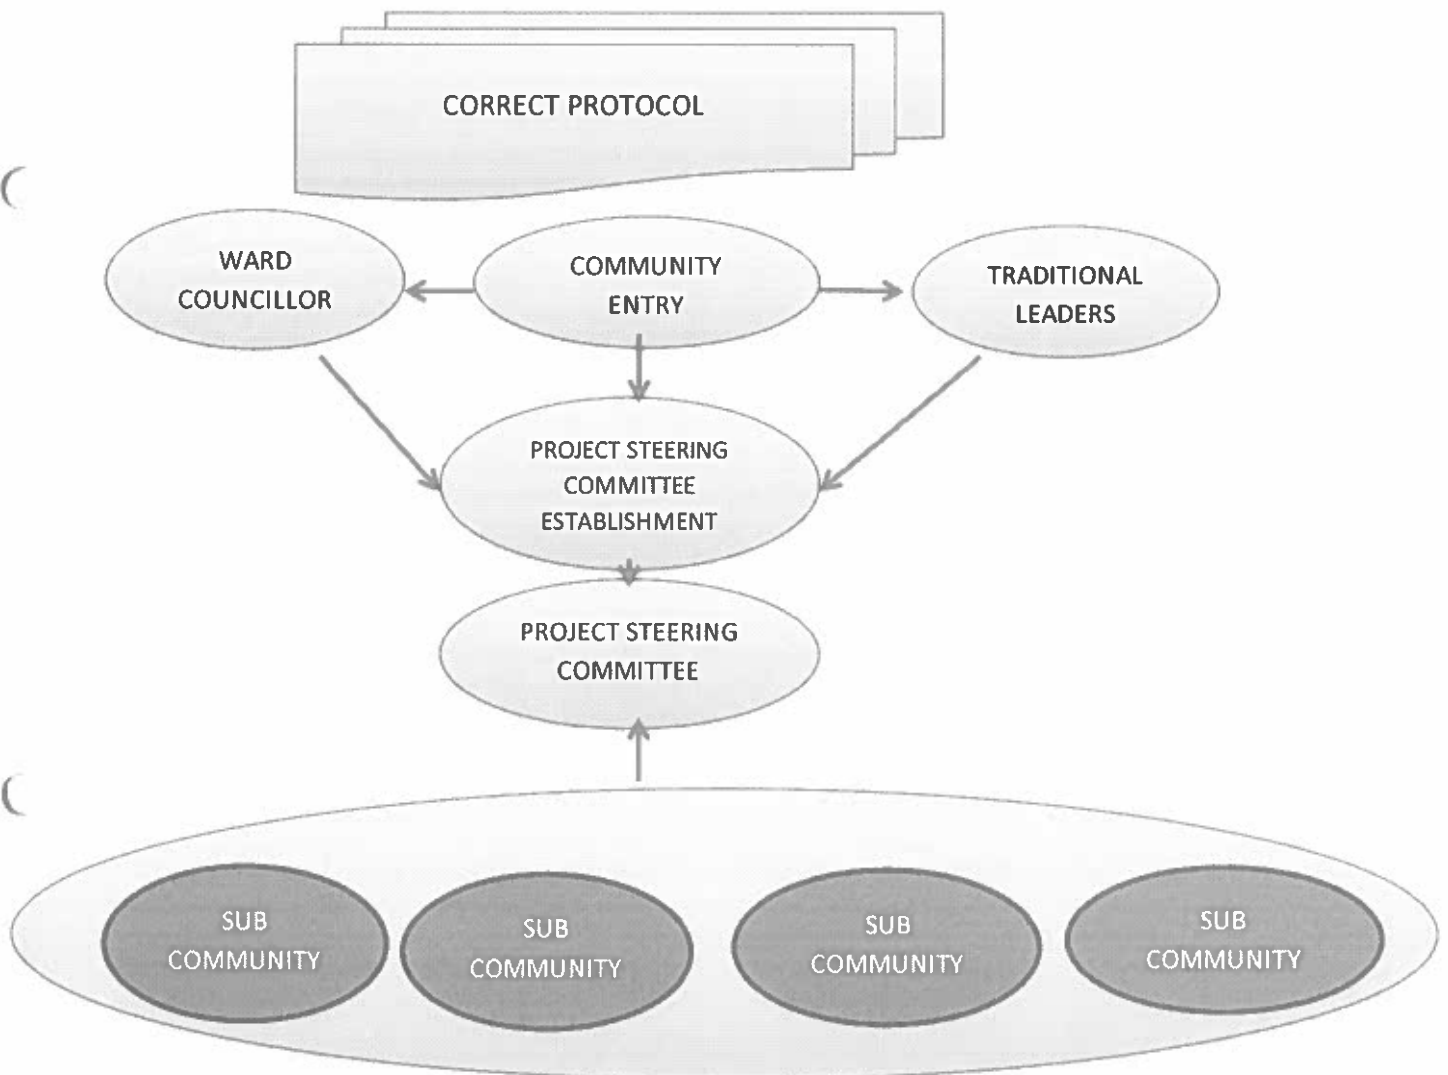 CORRECT PROTOCOL
WARD
COUNCILLOR
COMMUNITY
ENTRY
TRADITIONAL
LEADERS
PROJECT STEERING
COMMITTEE
ESTABLISHMENT
PROJECT STEERING
COMMITTEE
SUB
COMMUNITY
SUB
COMMUNITY
SUB
COMMUNITY
SUB
COMMUNITY